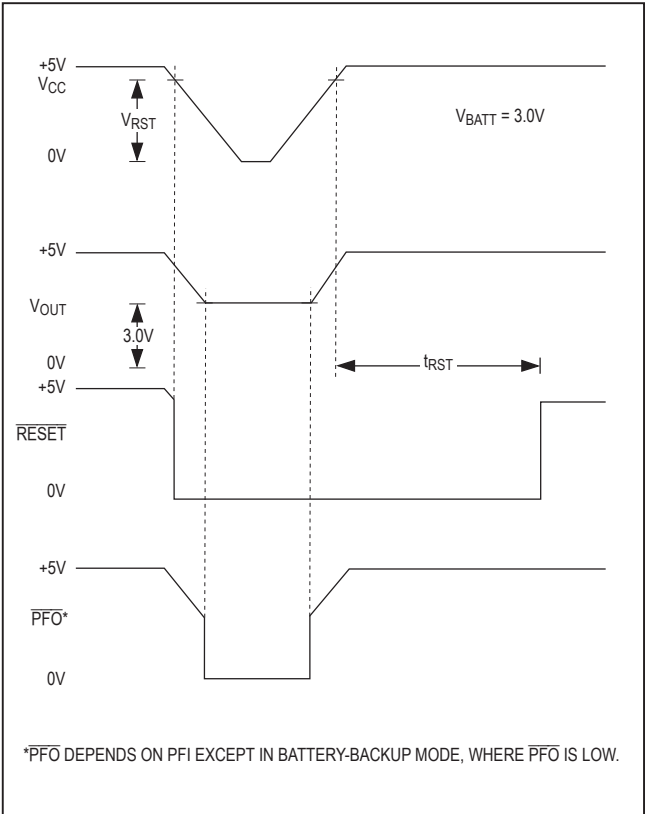 +5V
VCC
VRST
VBATT = 3.0V
0V
+5V
VOUT
3.0V
0V
tRST
+5V
RESET
0V
+5V
PFO*
0V
*PFO DEPENDS ON PFI EXCEPT IN BATTERY-BACKUP MODE, WHERE PFO IS LOW.